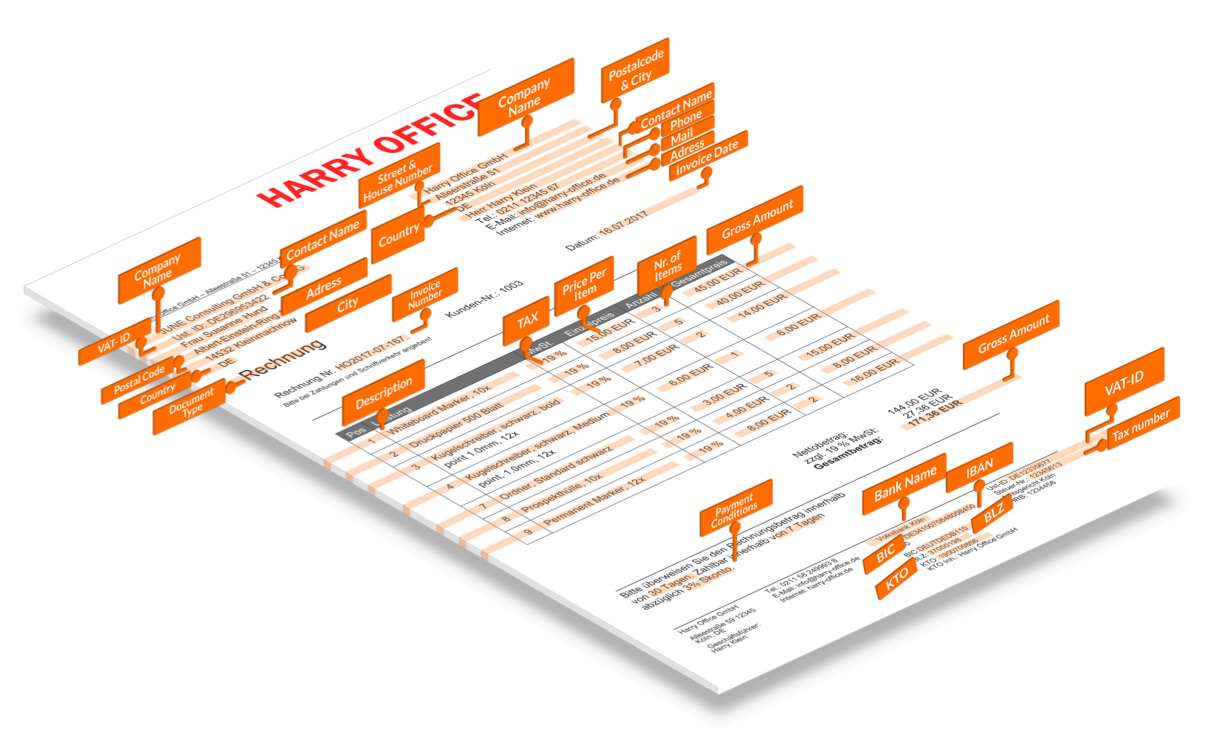 HARRY OFFICE
Company
Name
Postalcode
& City
Contact Name
Phone
Mail
Adress
Invoice Date
Street &
House Number
Country
Harry Office GmbH
Alleerstraße 51
12345 Köln
DE
Herr Harry Klein
Tel.: 0211 12345 67
E-Mail: info@harry-office.de
Internet: www.harry-office.de
Datum: 16.07.2017
Company
Name
Contact Name
Adress
City
VAT-ID
Postal Code
Country
Document
Type
Office GmbH – Alleestraße 51 – 12345
JUNE Consulting GmbH & Co.
Ust. ID: DE296953422
Frau Susanne Hund
Albert-Einstein-Ring
14532 Kleinmachnow
DE
Invoice
Number
Kunden-Nr.: 1003
Rechnung
Rechnung Nr. HO2017-07-187
Bitte bei Zahlungen und Schriftverkehr angeben!
Description
TAX
Price Per
Item
Nr. of
Items
Gross Amount
Pos Leistung MwSt. Einzelpreis Anzahl Gesamtpreis
1 Whiteboard Marker, 10x 19 % 15,00 EUR 3 45,00 EUR
2 Druckpapier 500 Blatt 19 % 8,00 EUR 5 40,00 EUR
3 Kugelschreiber, schwarz, bold 19 % 7,00 EUR 2 14,00 EUR
point 1.0mm, 12x
4 Kugelschreiber, schwarz, Medium 19 % 6,00 EUR 1 6,00 EUR
point, 1.0mm, 12x
7 Ordner, Standard schwarz 19 % 3,00 EUR 5 15,00 EUR
8 Prospekthülle, 10x 19 % 4,00 EUR 2 8,00 EUR
9 Permanent Marker, 12x 19 % 8,00 EUR 2 16,00 EUR
Gross Amount
Nettobetrag: 144,00 EUR
zzgl. 19 % MwSt: 27,36 EUR
Gesamtbetrag: 171,36 EUR
Payment
Conditions
Bitte überweisen Sie den Rechnungsbetrag innerhalb
von 30 Tagen. Zahlbar innerhalb von 7 Tagen
abzüglich 3% Skonto
Bank Name
IBAN
BLZ
BIC
KTO
VAT-ID
Tax number
Harry Office GmbH
Alleestraße 59 12345
Köln, DE
Geschäftsführer:
Harry Klein
Tel.: 0211 58 249993 8
E-Mail: info@harry-office.de
Internet: harry-office.de
Volksbank Köln
BIC: DEUTDEDB110
BLZ: 37000198
KTO: 1900709856
KTO Inh.: Harry Office GmbH
Ust-ID: DE12335677
Steuer-Nr.: 12345613
Köln
1234456